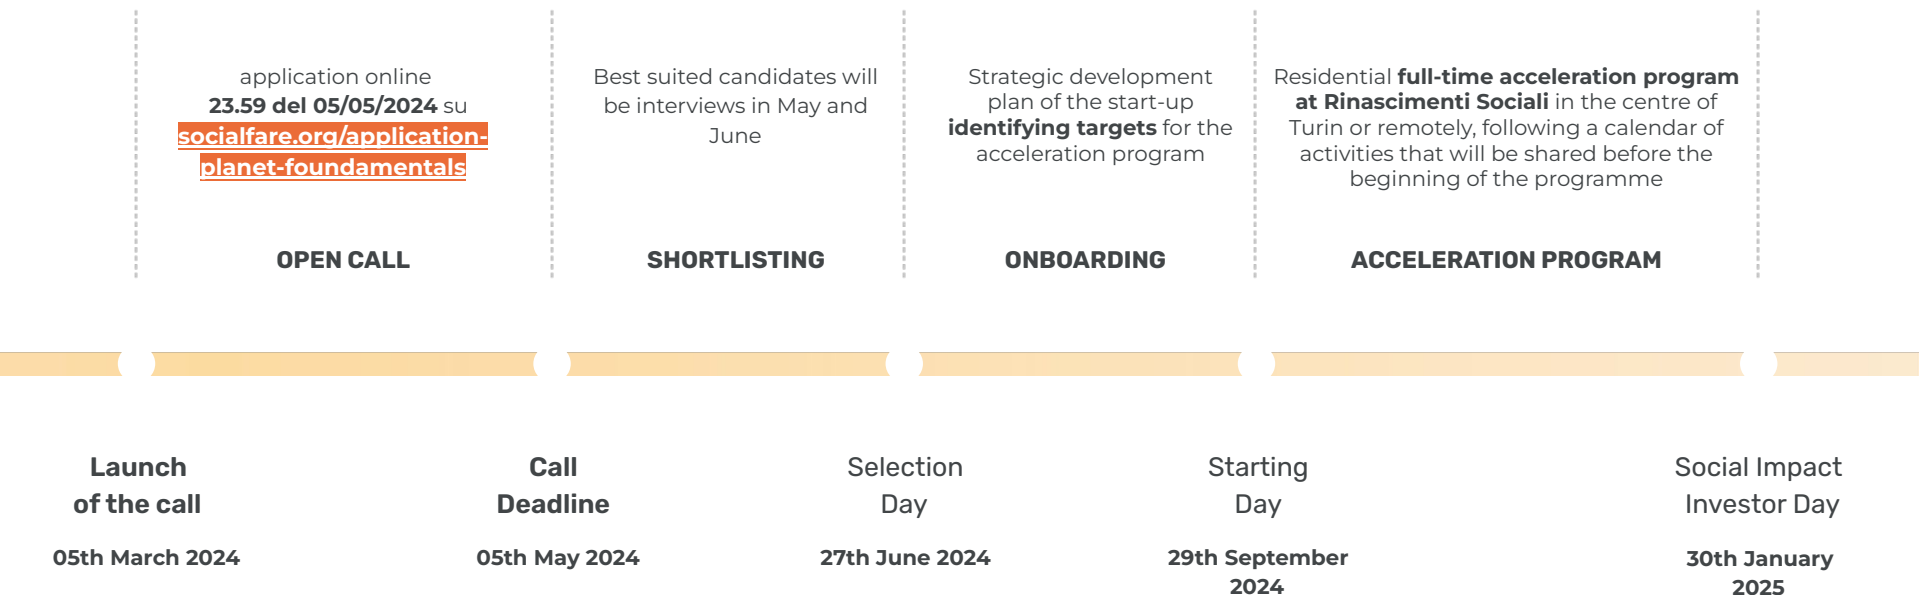 application online
23.59 del 05/05/2024 su
socialfare.org/application-
planet-foundamentals
OPEN CALL
Best suited candidates will
be interviews in May and
June
SHORTLISTING
Strategic development
plan of the start-up
identifying targets for the
acceleration program
ONBOARDING
Residential full-time acceleration program
at Rinascimenti Sociali in the centre of
Turin or remotely, following a calendar of
activities that will be shared before the
beginning of the programme
ACCELERATION PROGRAM
Launch
of the call
05th March 2024
Call
Deadline
05th May 2024
Selection
Day
27th June 2024
Starting
Day
29th September
2024
Social Impact
Investor Day
30th January
2025